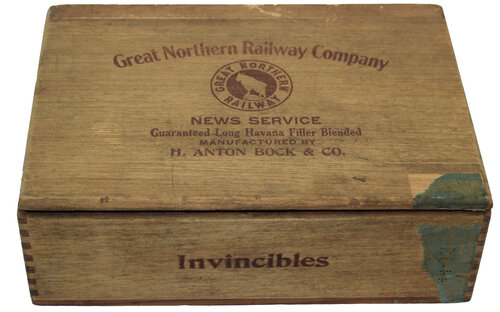 Great Northern Railway Company
GREAT NORTHERN
RAILWAY
NEWS SERVICE
Guaranteed Long Havana Filler Blended
MANUFACTURED BY
H. ANTON BOCK & CO.
Invincibles